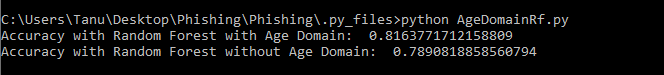 C:\Users\Tanu\Desktop\Phishing\Phishing\.py_files>python AgeDomainRf.py
Accuracy with Random Forest with Age Domain:  0.8163771712158809
Accuracy with Random Forest without Age Domain:  0.7890818858560794